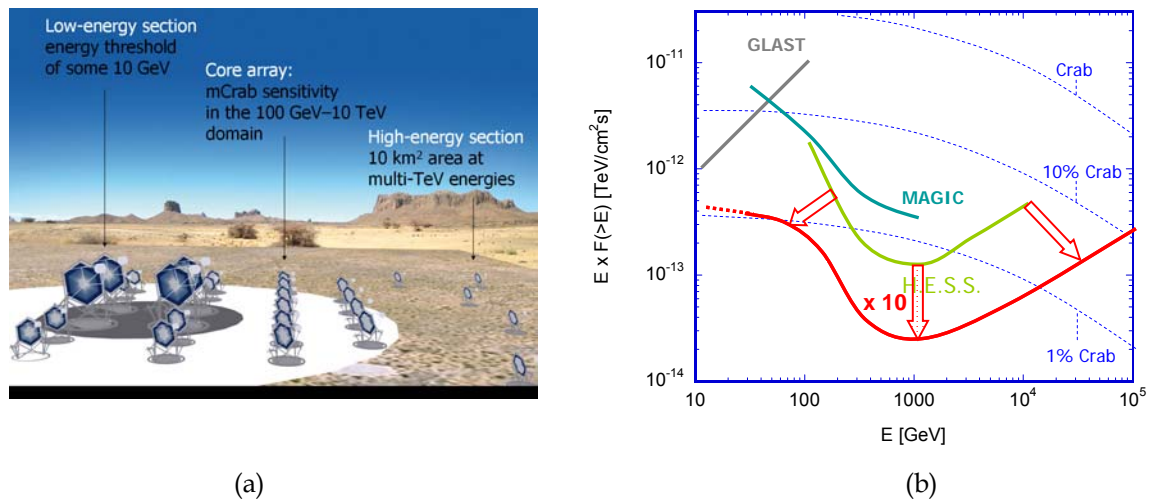 Low-energy section
energy threshold
of some 10 GeV
Core array:
mCrab sensitivity
in the 100 GeV–10 TeV
domain
High-energy section
10 km² area at
multi-TeV energies
(a)
E x F(>E) [TeV/cm²s]
10⁻¹¹
10⁻¹²
10⁻¹³
10⁻¹⁴
GLAST
Crab
10% Crab
MAGIC
H.E.S.S.
x 10
1% Crab
10
100
1000
10⁴
10⁵
E [GeV]
(b)